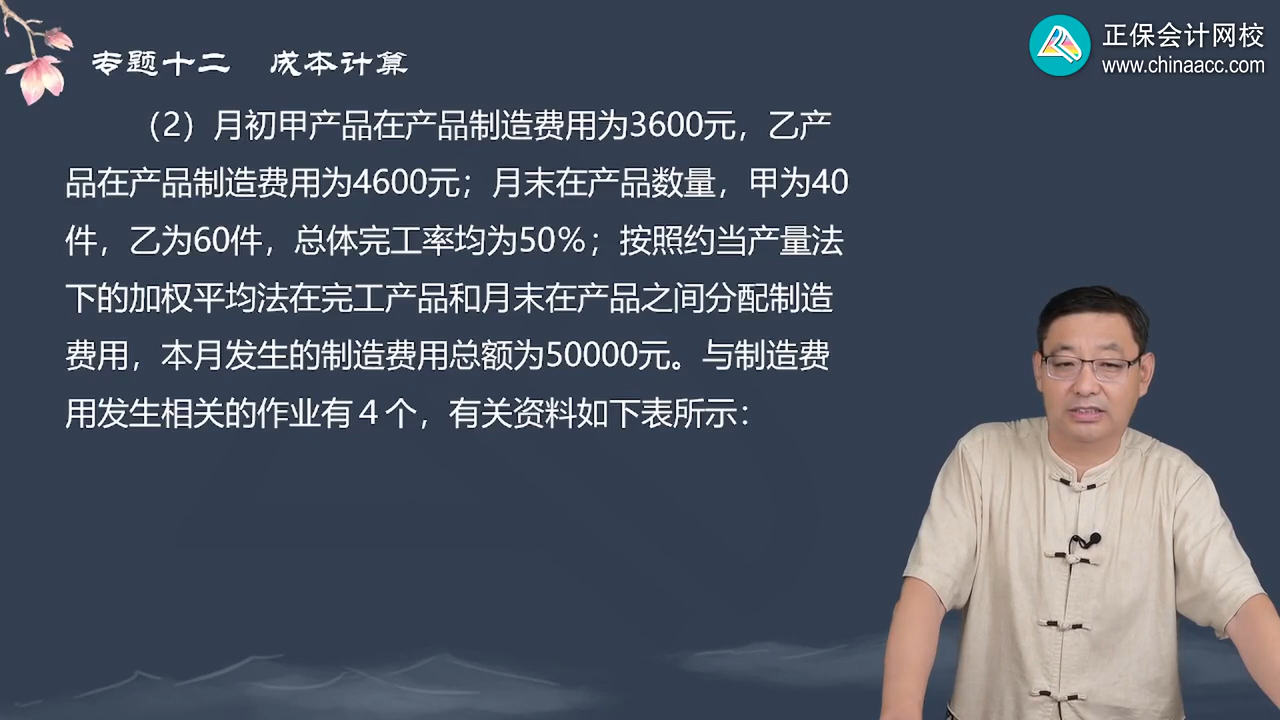 专题十二 成本计算
正保会计网校
www.chinaacc.com
（2）月初甲产品在产品制造费用为3600元，乙产
品在产品制造费用为4600元；月末在产品数量，甲为40
件，乙为60件，总体完工率均为50%；按照约当产量法
下的加权平均法在完工产品和月末在产品之间分配制造
费用，本月发生的制造费用总额为50000元。与制造费
用发生相关的作业有４个，有关资料如下表所示：